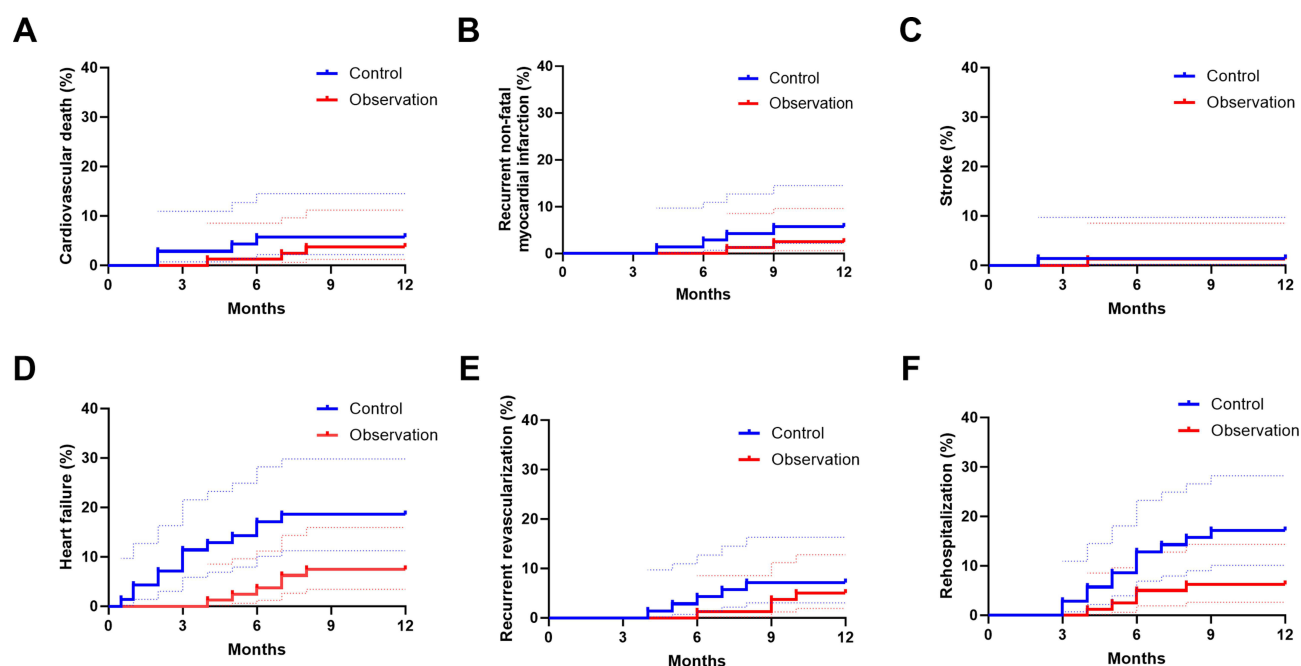 A
Cardiovascular death (%)
40
30
20
10
0
0 3 6 9 12
Months
Control
Observation
B
Recurrent non-fatal
myocardial infarction (%)
40
30
20
10
0
0 3 6 9 12
Months
Control
Observation
C
Stroke (%)
40
30
20
10
0
0 3 6 9 12
Months
Control
Observation
D
Heart failure (%)
40
30
20
10
0
0 3 6 9 12
Months
Control
Observation
E
Recurrent revascularization (%)
40
30
20
10
0
0 3 6 9 12
Months
Control
Observation
F
Rehospitalization (%)
40
30
20
10
0
0 3 6 9 12
Months
Control
Observation